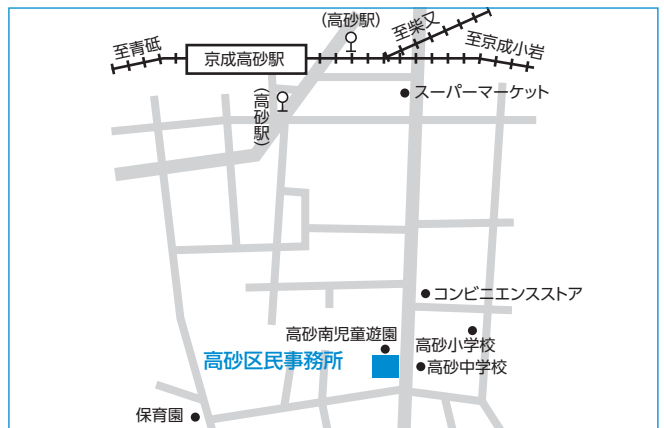 (高砂駅)
至柴又
至青砥
京成高砂駅
至京成小岩
スーパーマーケット
(高砂駅)
コンビニエンスストア
高砂南児童遊園
高砂小学校
高砂区民事務所
高砂中学校
保育園